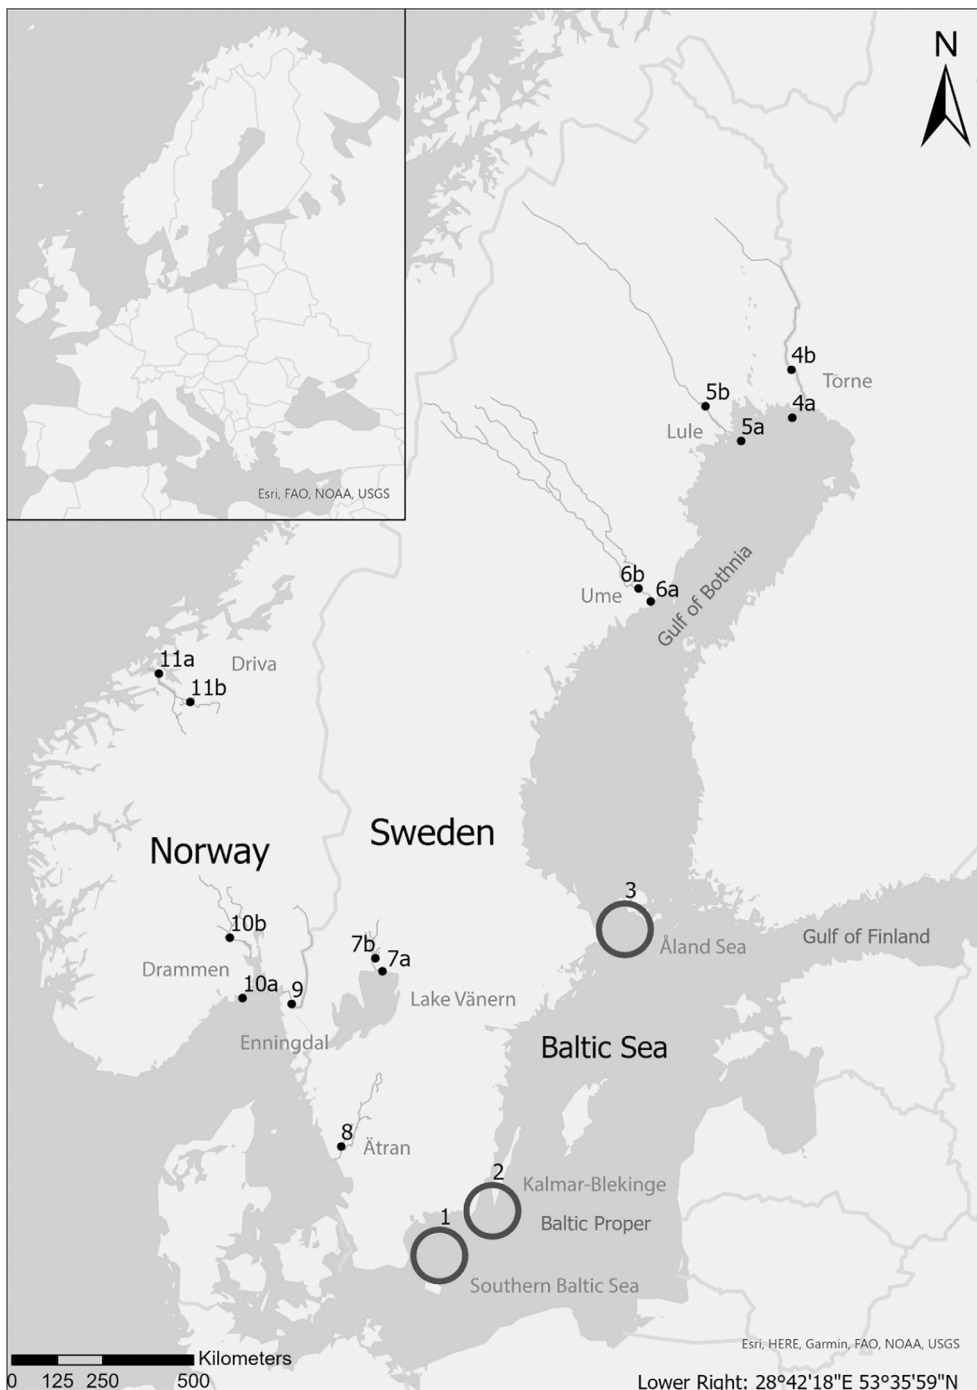 N
Esri, FAO, NOAA, USGS
4b
Torne
4a
5b
Lule
5a
6b
Ume
6a
Gulf of Bothnia
11a
Driva
11b
Norway
Sweden
3
Åland Sea
Gulf of Finland
10b
Drammen
10a
9
Enningdal
7b
7a
Lake Vänern
Baltic Sea
8
Ätran
2
Kalmar-Blekinge
Baltic Proper
1
Southern Baltic Sea
Esri, HERE, Garmin, FAO, NOAA, USGS
Kilometers
0 125 250 500
Lower Right: 28°42'18"E 53°35'59"N